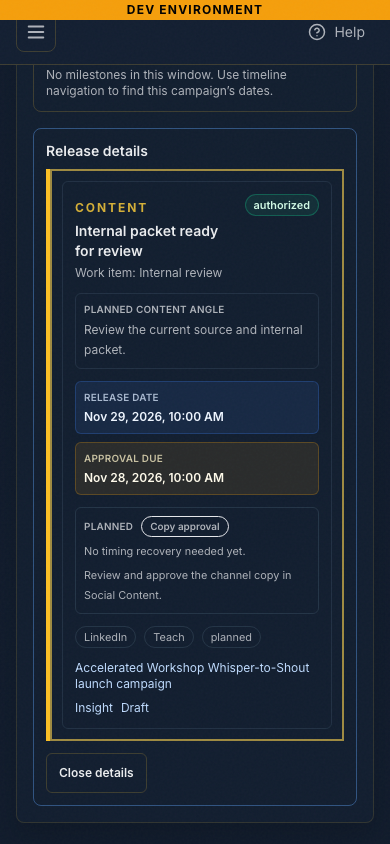 DEV ENVIRONMENT
Help
No milestones in this window. Use timeline
navigation to find this campaign's dates.
Release details
CONTENT
authorized
Internal packet ready
for review
Work item: Internal review
PLANNED CONTENT ANGLE
Review the current source and internal
packet.
RELEASE DATE
Nov 29, 2026, 10:00 AM
APPROVAL DUE
Nov 28, 2026, 10:00 AM
PLANNED Copy approval
No timing recovery needed yet.
Review and approve the channel copy in
Social Content.
LinkedIn Teach planned
Accelerated Workshop Whisper-to-Shout
launch campaign
Insight Draft
Close details